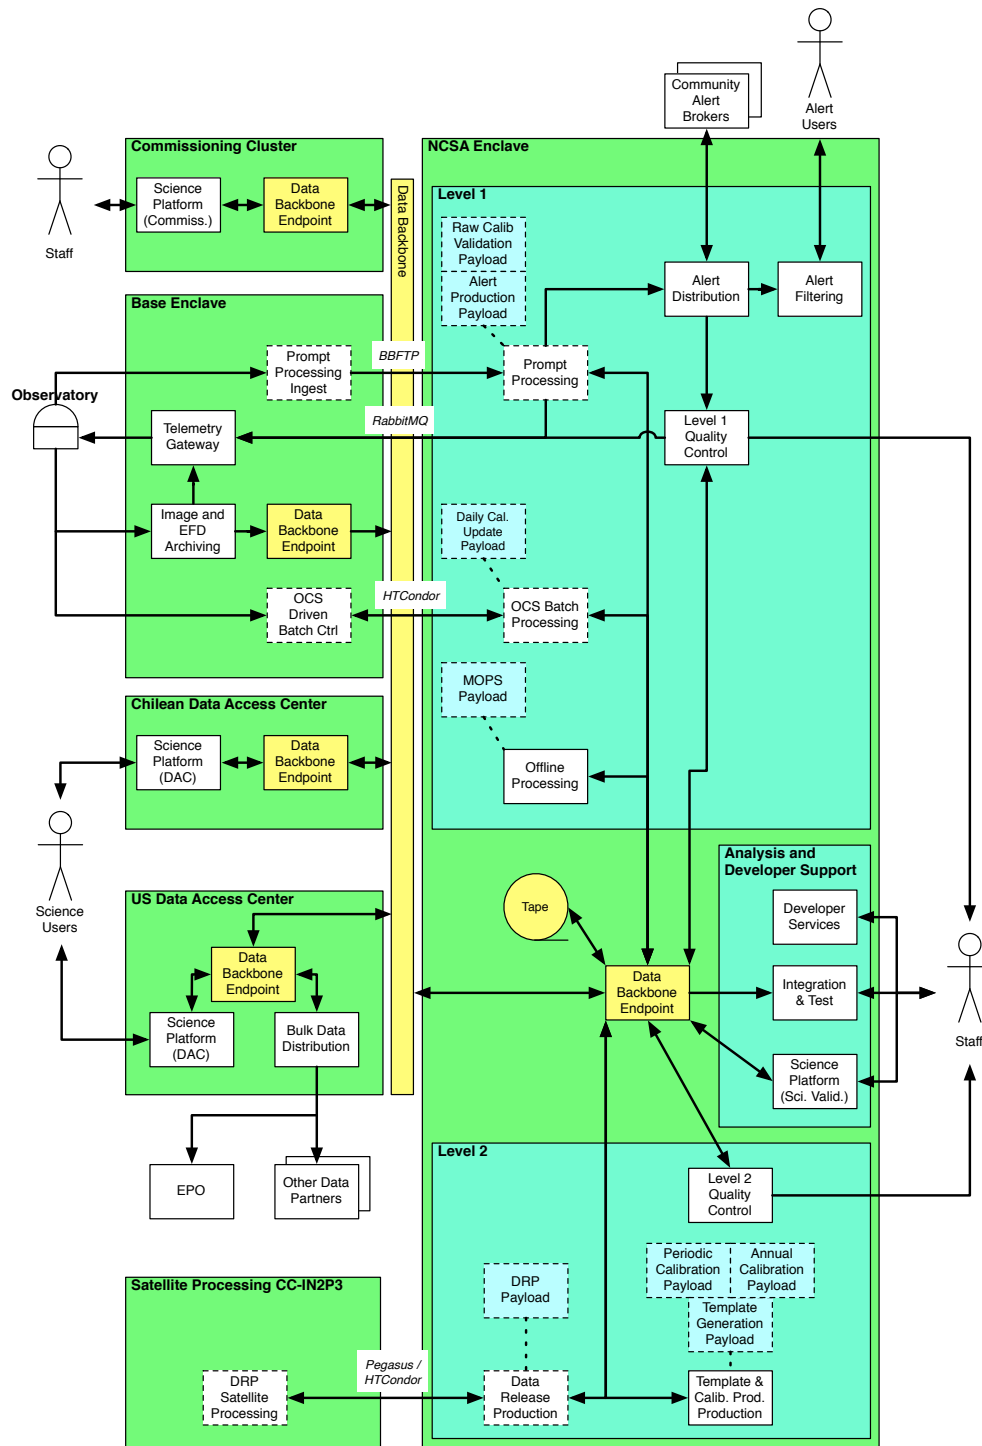 Community
Alert
Brokers
Alert
Users
Commissioning Cluster
Science
Platform
(Commiss.)
Data
Backbone
Endpoint
Staff
Data Backbone
NCSA Enclave
Level 1
Raw Calib
Validation
Payload
Alert
Production
Payload
Alert
Distribution
Alert
Filtering
Base Enclave
Prompt
Processing
Ingest
BBFTP
Prompt
Processing
Observatory
Telemetry
Gateway
RabbitMQ
Level 1
Quality
Control
Image and
EFD
Archiving
Data
Backbone
Endpoint
Daily Cal.
Update
Payload
OCS
Driven
Batch Ctrl
HTCondor
OCS Batch
Processing
MOPS
Payload
Offline
Processing
Chilean Data Access Center
Science
Platform
(DAC)
Data
Backbone
Endpoint
Science
Users
US Data Access Center
Data
Backbone
Endpoint
Science
Platform
(DAC)
Bulk Data
Distribution
EPO
Other Data
Partners
Tape
Data
Backbone
Endpoint
Analysis and
Developer Support
Developer
Services
Integration
& Test
Science
Platform
(Sci. Valid.)
Staff
Level 2
Level 2
Quality
Control
Periodic
Calibration
Payload
Annual
Calibration
Payload
Template
Generation
Payload
DRP
Payload
Satellite Processing CC-IN2P3
DRP
Satellite
Processing
Pegasus /
HTCondor
Data
Release
Production
Template &
Calib. Prod.
Production